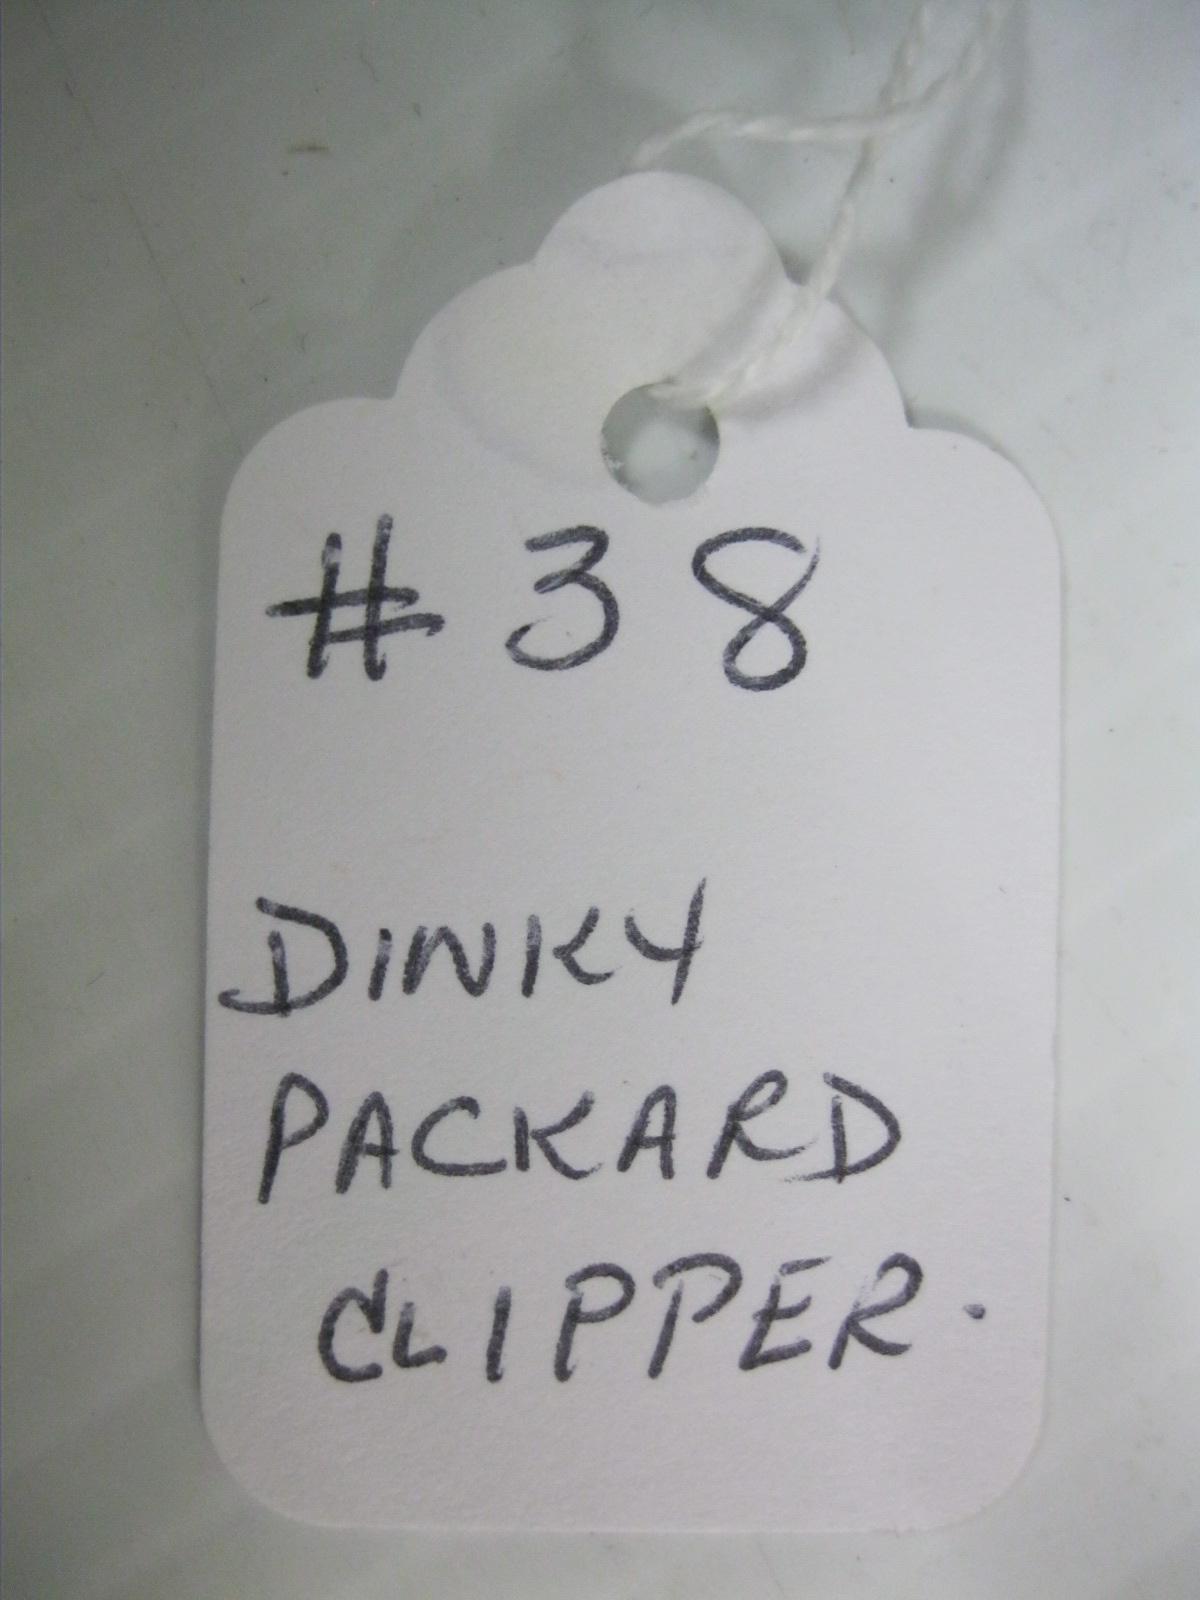 # 38
DINKY
PACKARD
CLIPPER.